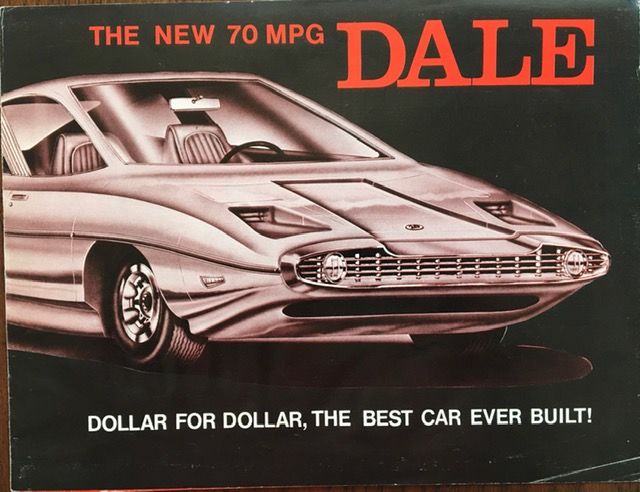 THE NEW 70 MPG DALE
DOLLAR FOR DOLLAR, THE BEST CAR EVER BUILT!